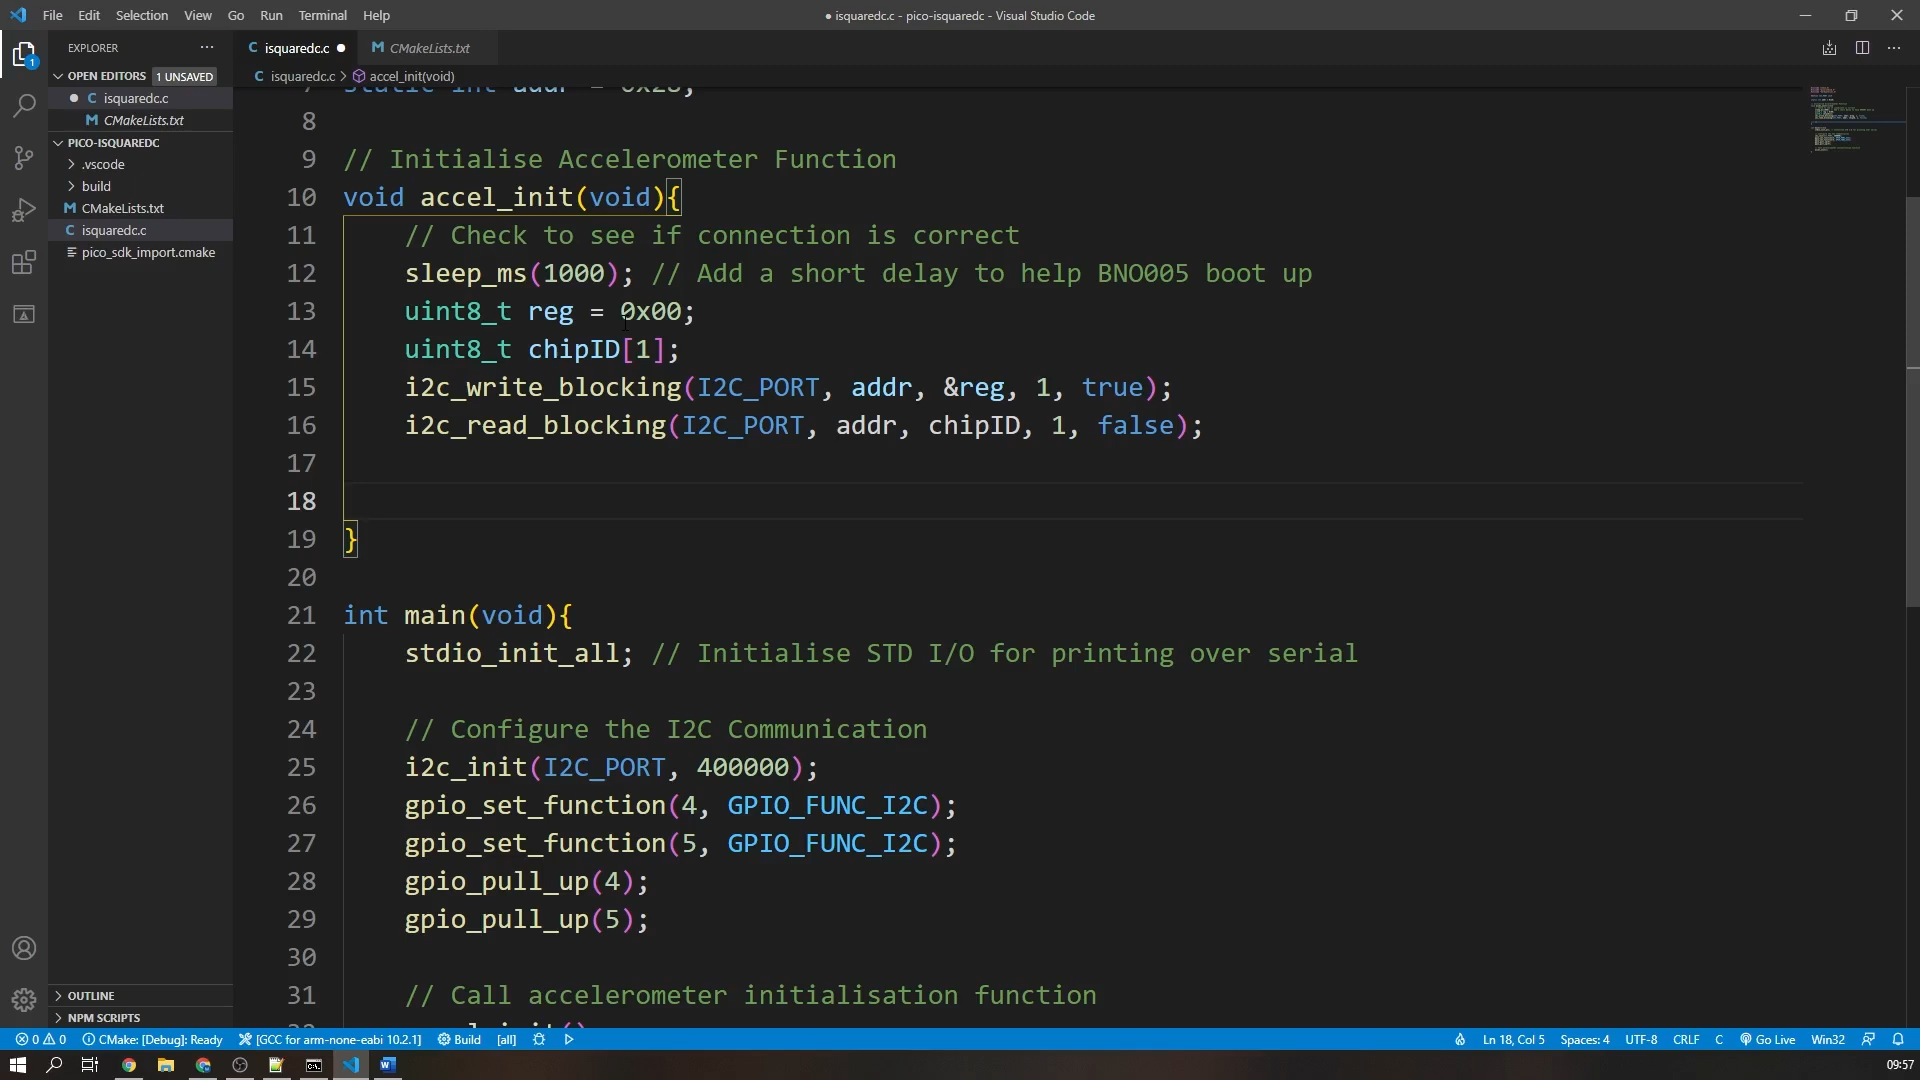 File Edit Selection View Go Run Terminal Help
● isquaredc.c - pico-isquaredc - Visual Studio Code
EXPLORER
C isquaredc.c ●
M CMakeLists.txt
OPEN EDITORS 1 UNSAVED
● C isquaredc.c
M CMakeLists.txt
PICO-ISQUAREDC
> .vscode
> build
M CMakeLists.txt
C isquaredc.c
pico_sdk_import.cmake
OUTLINE
NPM SCRIPTS
1
C isquaredc.c > accel_init(void)
7 static int addr = 0x28;
8
9 // Initialise Accelerometer Function
10 void accel_init(void){
11 // Check to see if connection is correct
12 sleep_ms(1000); // Add a short delay to help BNO005 boot up
13 uint8_t reg = 0x00;
14 uint8_t chipID[1];
15 i2c_write_blocking(I2C_PORT, addr, &reg, 1, true);
16 i2c_read_blocking(I2C_PORT, addr, chipID, 1, false);
17
18
19 }
20
21 int main(void){
22 stdio_init_all; // Initialise STD I/O for printing over serial
23
24 // Configure the I2C Communication
25 i2c_init(I2C_PORT, 400000);
26 gpio_set_function(4, GPIO_FUNC_I2C);
27 gpio_set_function(5, GPIO_FUNC_I2C);
28 gpio_pull_up(4);
29 gpio_pull_up(5);
30
31 // Call accelerometer initialisation function
0 0 CMake: [Debug]: Ready [GCC for arm-none-eabi 10.2.1] Build [all] Ln 18, Col 5 Spaces: 4 UTF-8 CRLF C Go Live Win32
09:57